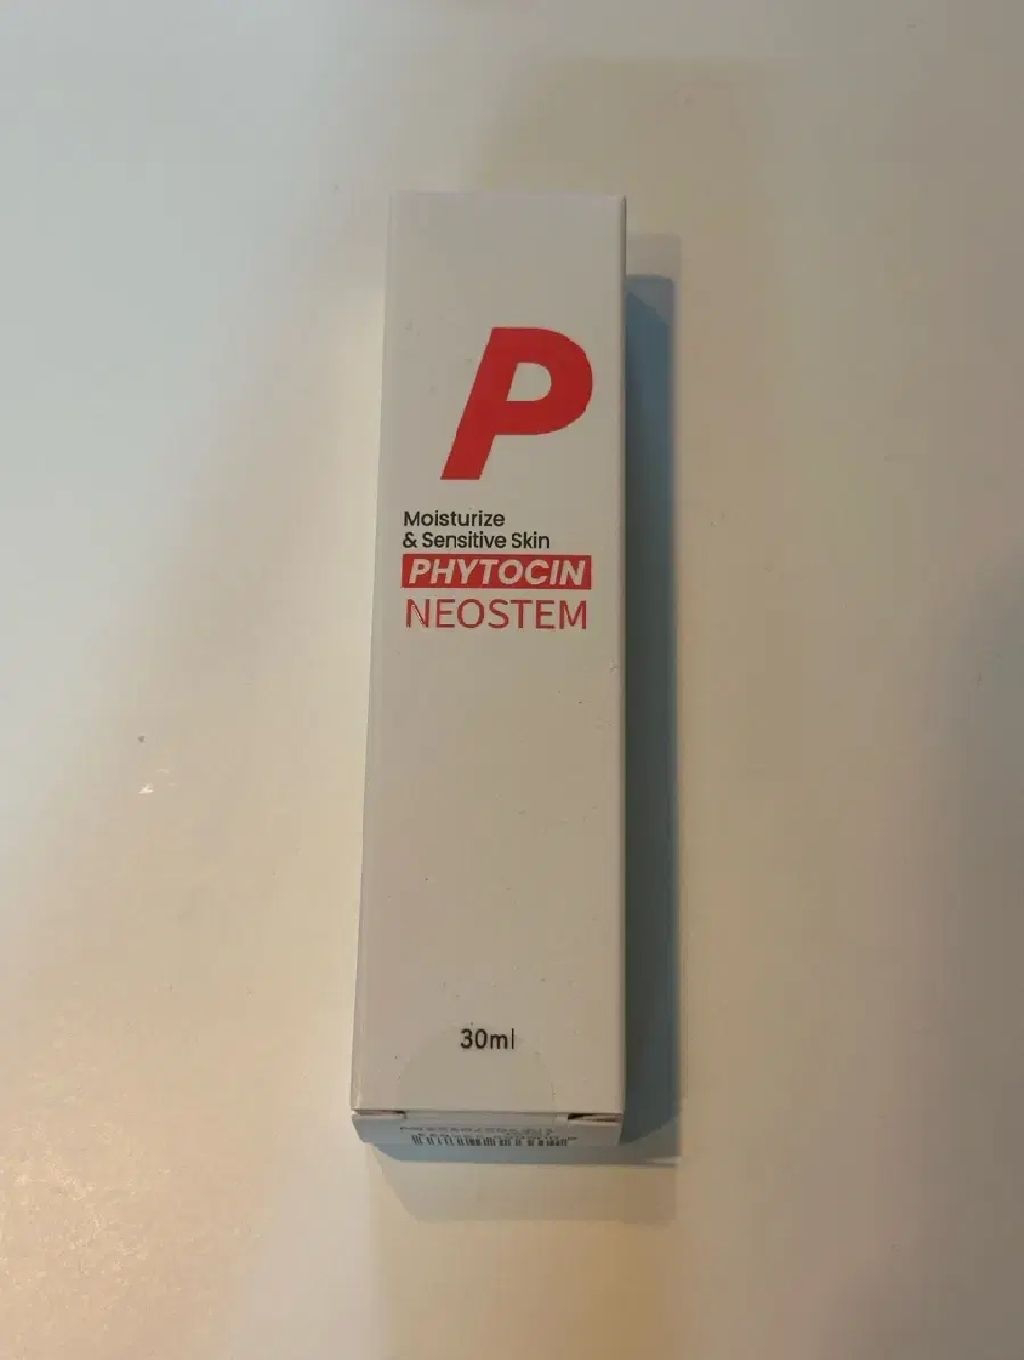 P
Moisturize
& Sensitive Skin
PHYTOCIN
NEOSTEM
30ml